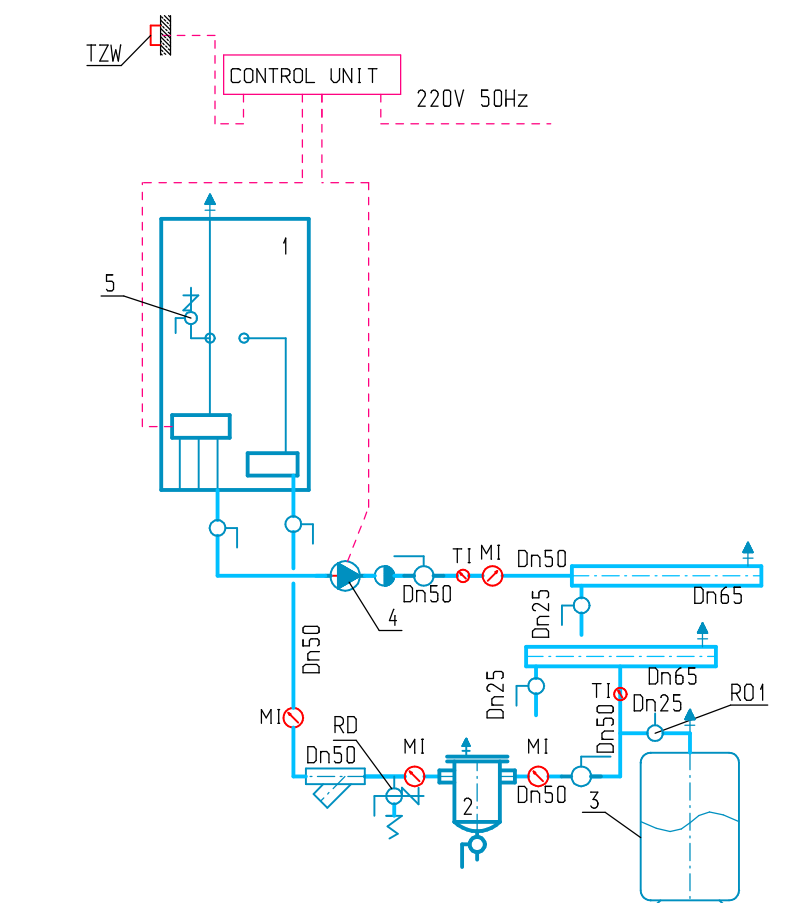 TZW
CONTROL UNIT
220V 50Hz
1
5
TI
MI
Dn50
Dn50
4
Dn25
Dn65
Dn50
Dn65
Dn25
TI
RO1
Dn25
MI
RD
Dn50
Dn50
MI
MI
2
Dn50
3